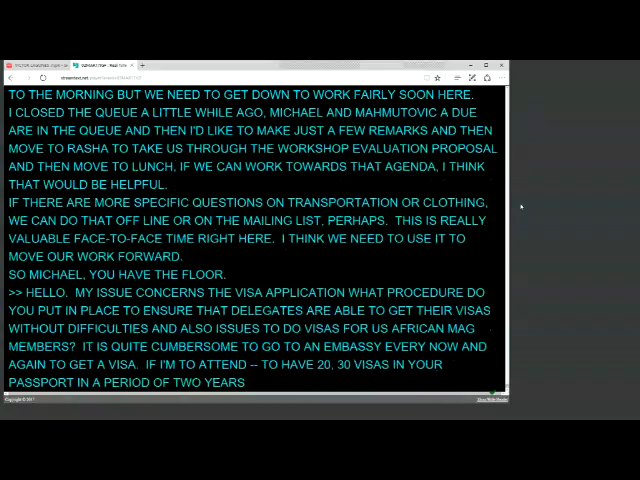 streamtext.net
TO THE MORNING BUT WE NEED TO GET DOWN TO WORK FAIRLY SOON HERE.
I CLOSED THE QUEUE A LITTLE WHILE AGO, MICHAEL AND MAHMUTOVIC A DUE
ARE IN THE QUEUE AND THEN I'D LIKE TO MAKE JUST A FEW REMARKS AND THEN
MOVE TO RASHA TO TAKE US THROUGH THE WORKSHOP EVALUATION PROPOSAL
AND THEN MOVE TO LUNCH, IF WE CAN WORK TOWARDS THAT AGENDA, I THINK
THAT WOULD BE HELPFUL.
IF THERE ARE MORE SPECIFIC QUESTIONS ON TRANSPORTATION OR CLOTHING,
WE CAN DO THAT OFF LINE OR ON THE MAILING LIST, PERHAPS.  THIS IS REALLY
VALUABLE FACE-TO-FACE TIME RIGHT HERE.  I THINK WE NEED TO USE IT TO
MOVE OUR WORK FORWARD.
SO MICHAEL, YOU HAVE THE FLOOR.
>> HELLO.  MY ISSUE CONCERNS THE VISA APPLICATION WHAT PROCEDURE DO
YOU PUT IN PLACE TO ENSURE THAT DELEGATES ARE ABLE TO GET THEIR VISAS
WITHOUT DIFFICULTIES AND ALSO ISSUES TO DO VISAS FOR US AFRICAN MAG
MEMBERS?  IT IS QUITE CUMBERSOME TO GO TO AN EMBASSY EVERY NOW AND
AGAIN TO GET A VISA.  IF I'M TO ATTEND -- TO HAVE 20, 30 VISAS IN YOUR
PASSPORT IN A PERIOD OF TWO YEARS
Copyright © 2017